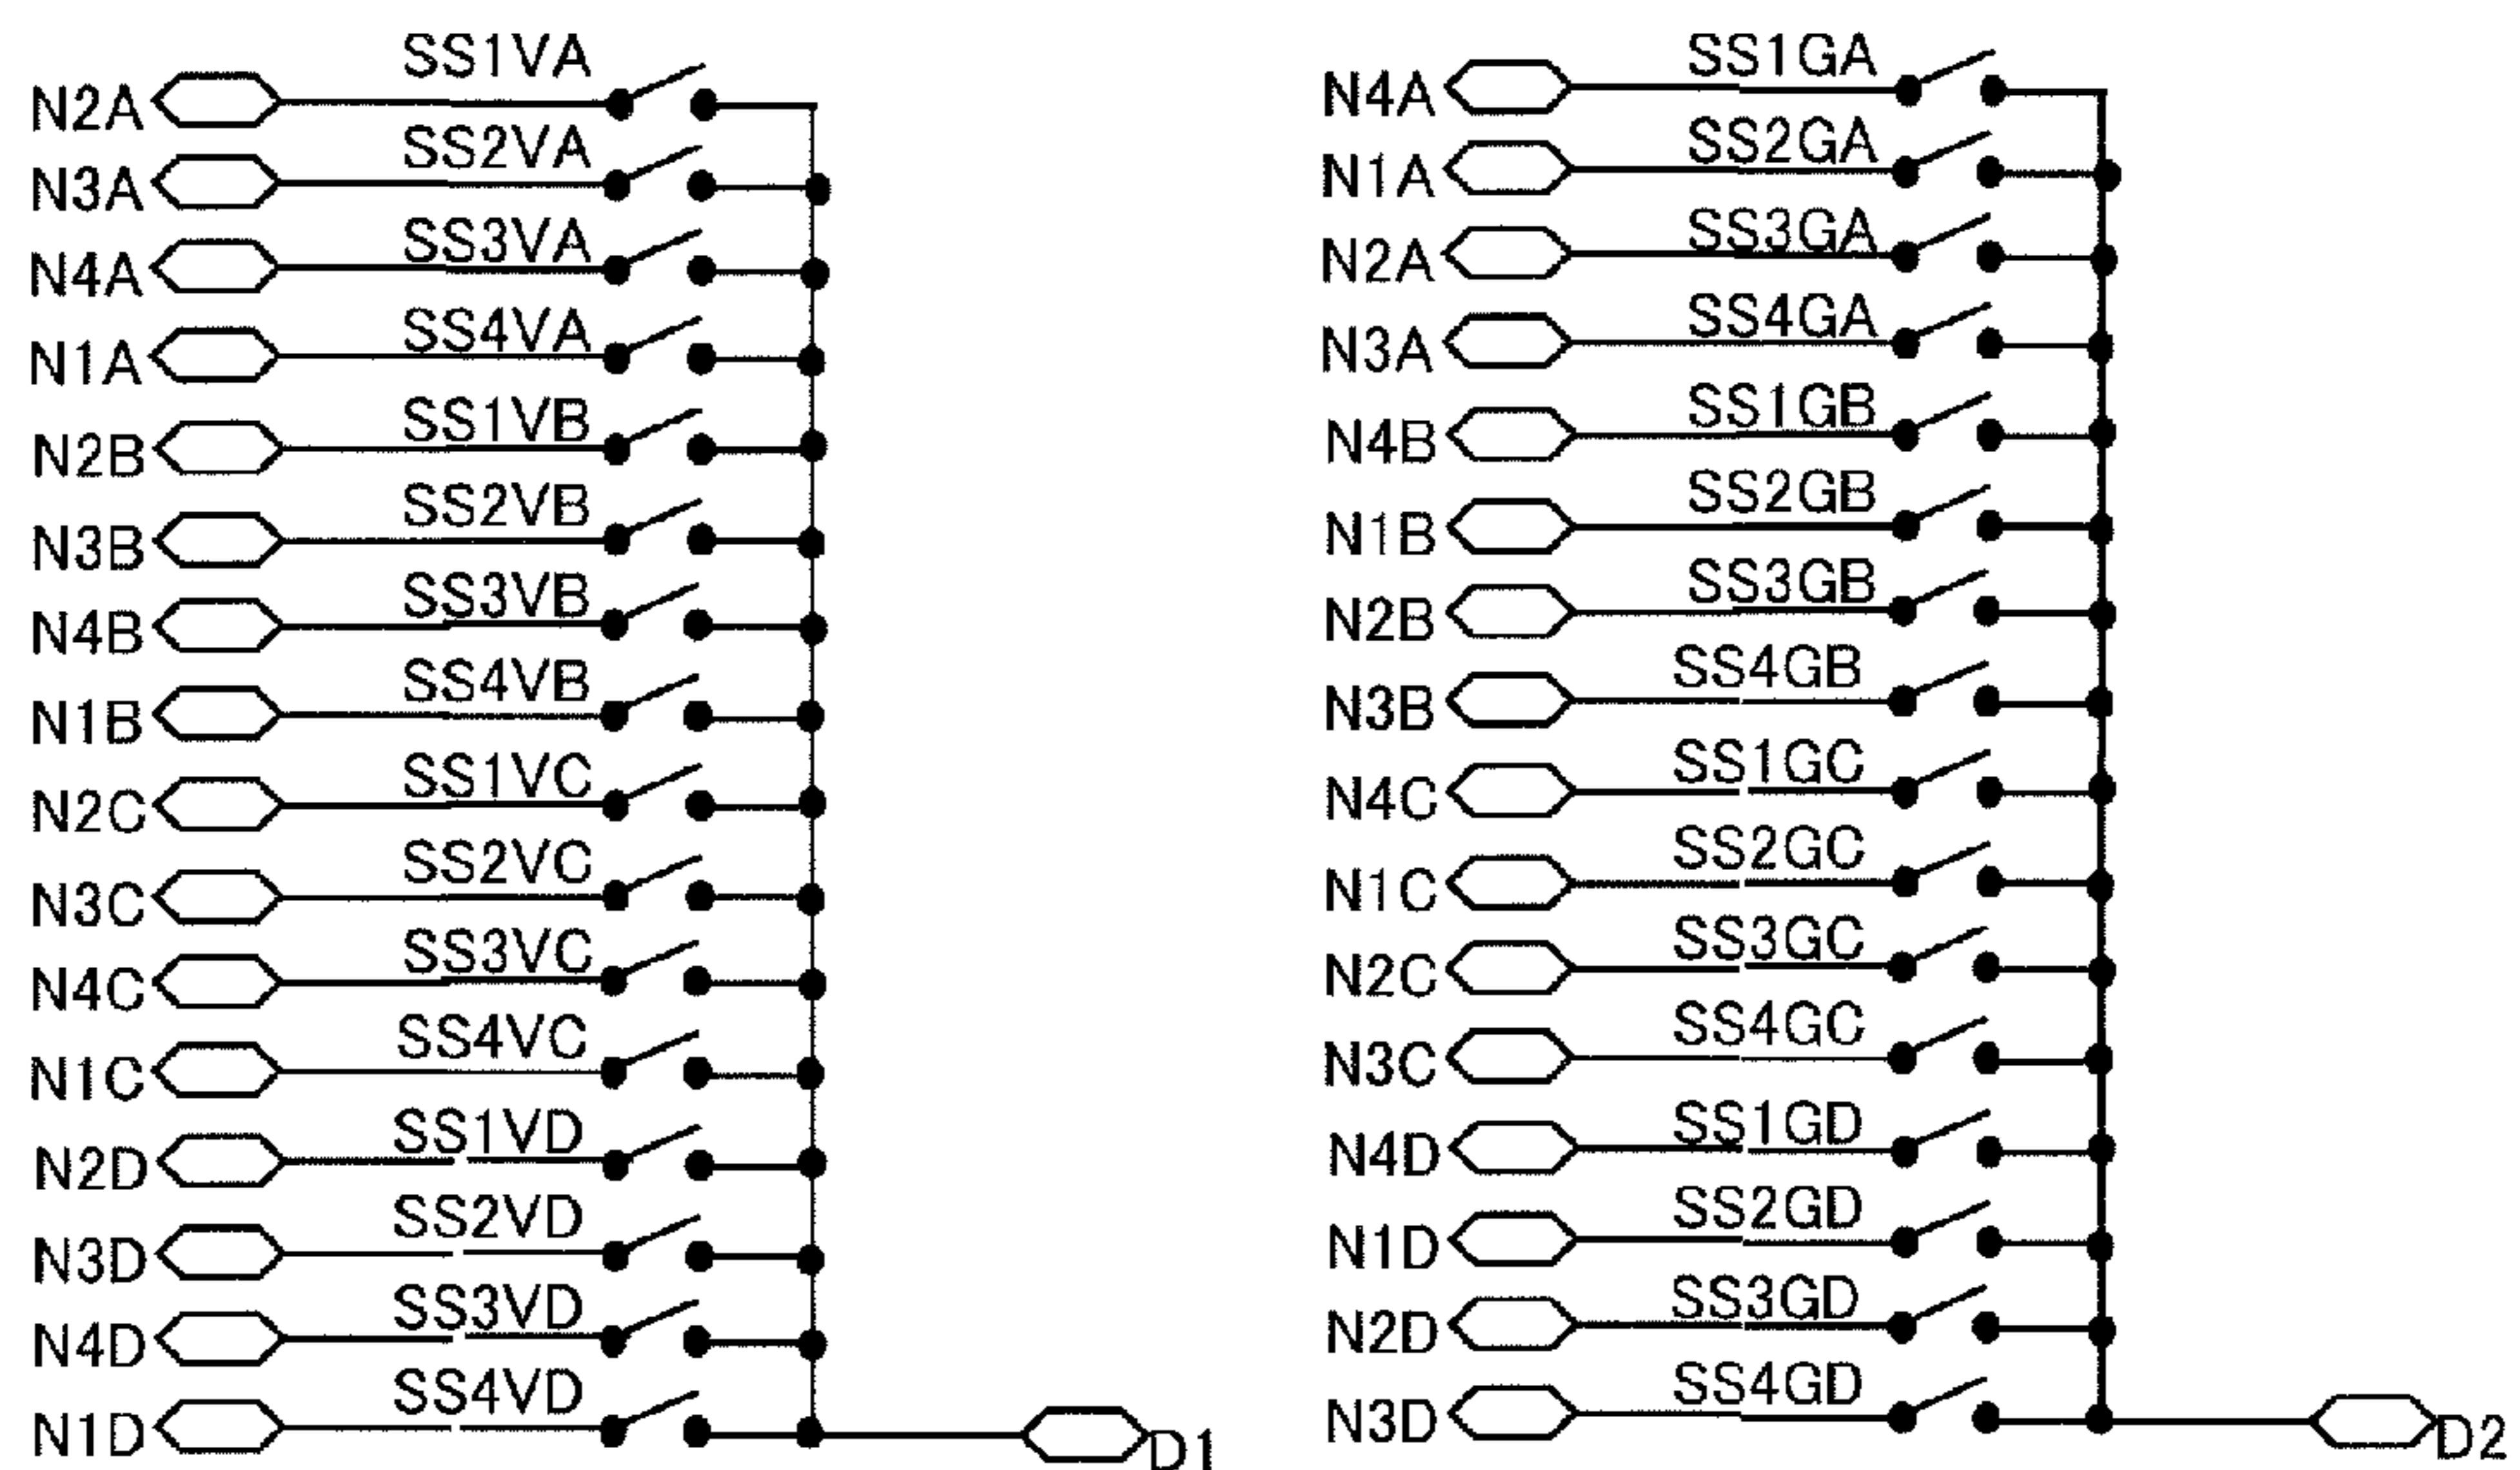 SS1VA
N2A
SS2VA
N3A
SS3VA
N4A
SS4VA
N1A
SS1VB
N2B
SS2VB
N3B
SS3VB
N4B
SS4VB
N1B
SS1VC
N2C
SS2VC
N3C
SS3VC
N4C
SS4VC
N1C
SS1VD
N2D
SS2VD
N3D
SS3VD
N4D
SS4VD
N1D
D1
SS1GA
N4A
SS2GA
N1A
SS3GA
N2A
SS4GA
N3A
SS1GB
N4B
SS2GB
N1B
SS3GB
N2B
SS4GB
N3B
SS1GC
N4C
SS2GC
N1C
SS3GC
N2C
SS4GC
N3C
SS1GD
N4D
SS2GD
N1D
SS3GD
N2D
SS4GD
N3D
D2